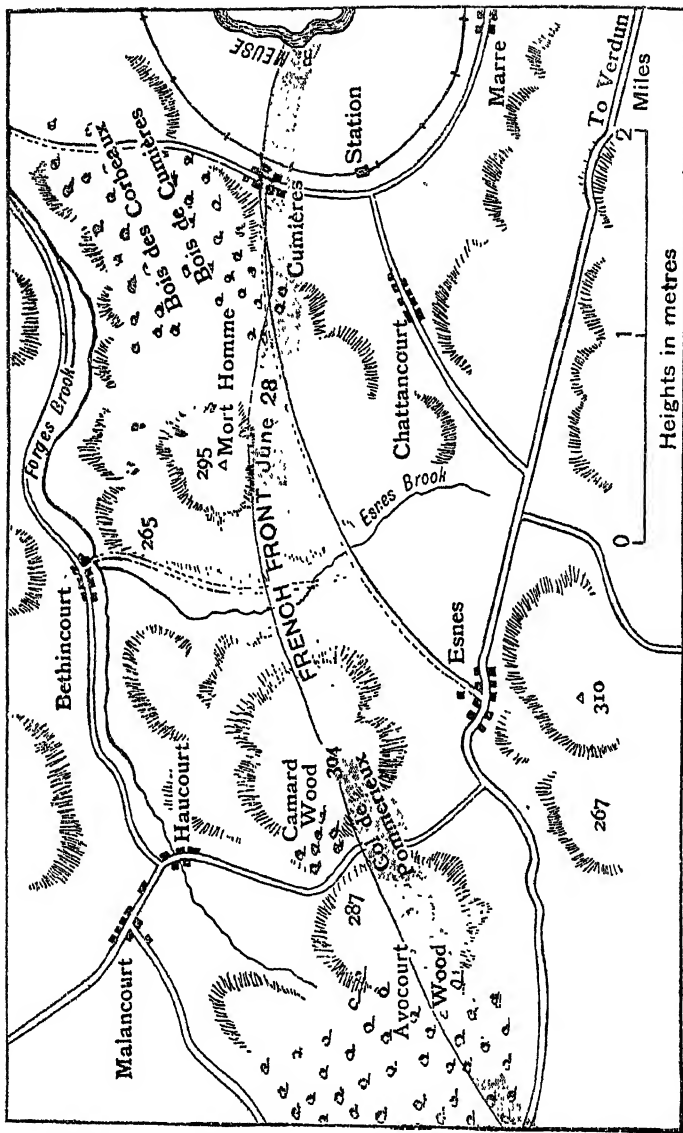 Malancourt
Haucourt
Bethincourt
Forges Brook
265
295
Mort Homme
Bois des Corbeaux
Bois de Cumières
R. MEUSE
FRENCH FRONT June 28
Cumières
Camard
Wood
304
Col de
Pommerieux
287
Avocourt
Wood
Esnes Brook
Chattancourt
Station
Marre
Esnes
267
310
To Verdun
0 1 2 Miles
Heights in metres